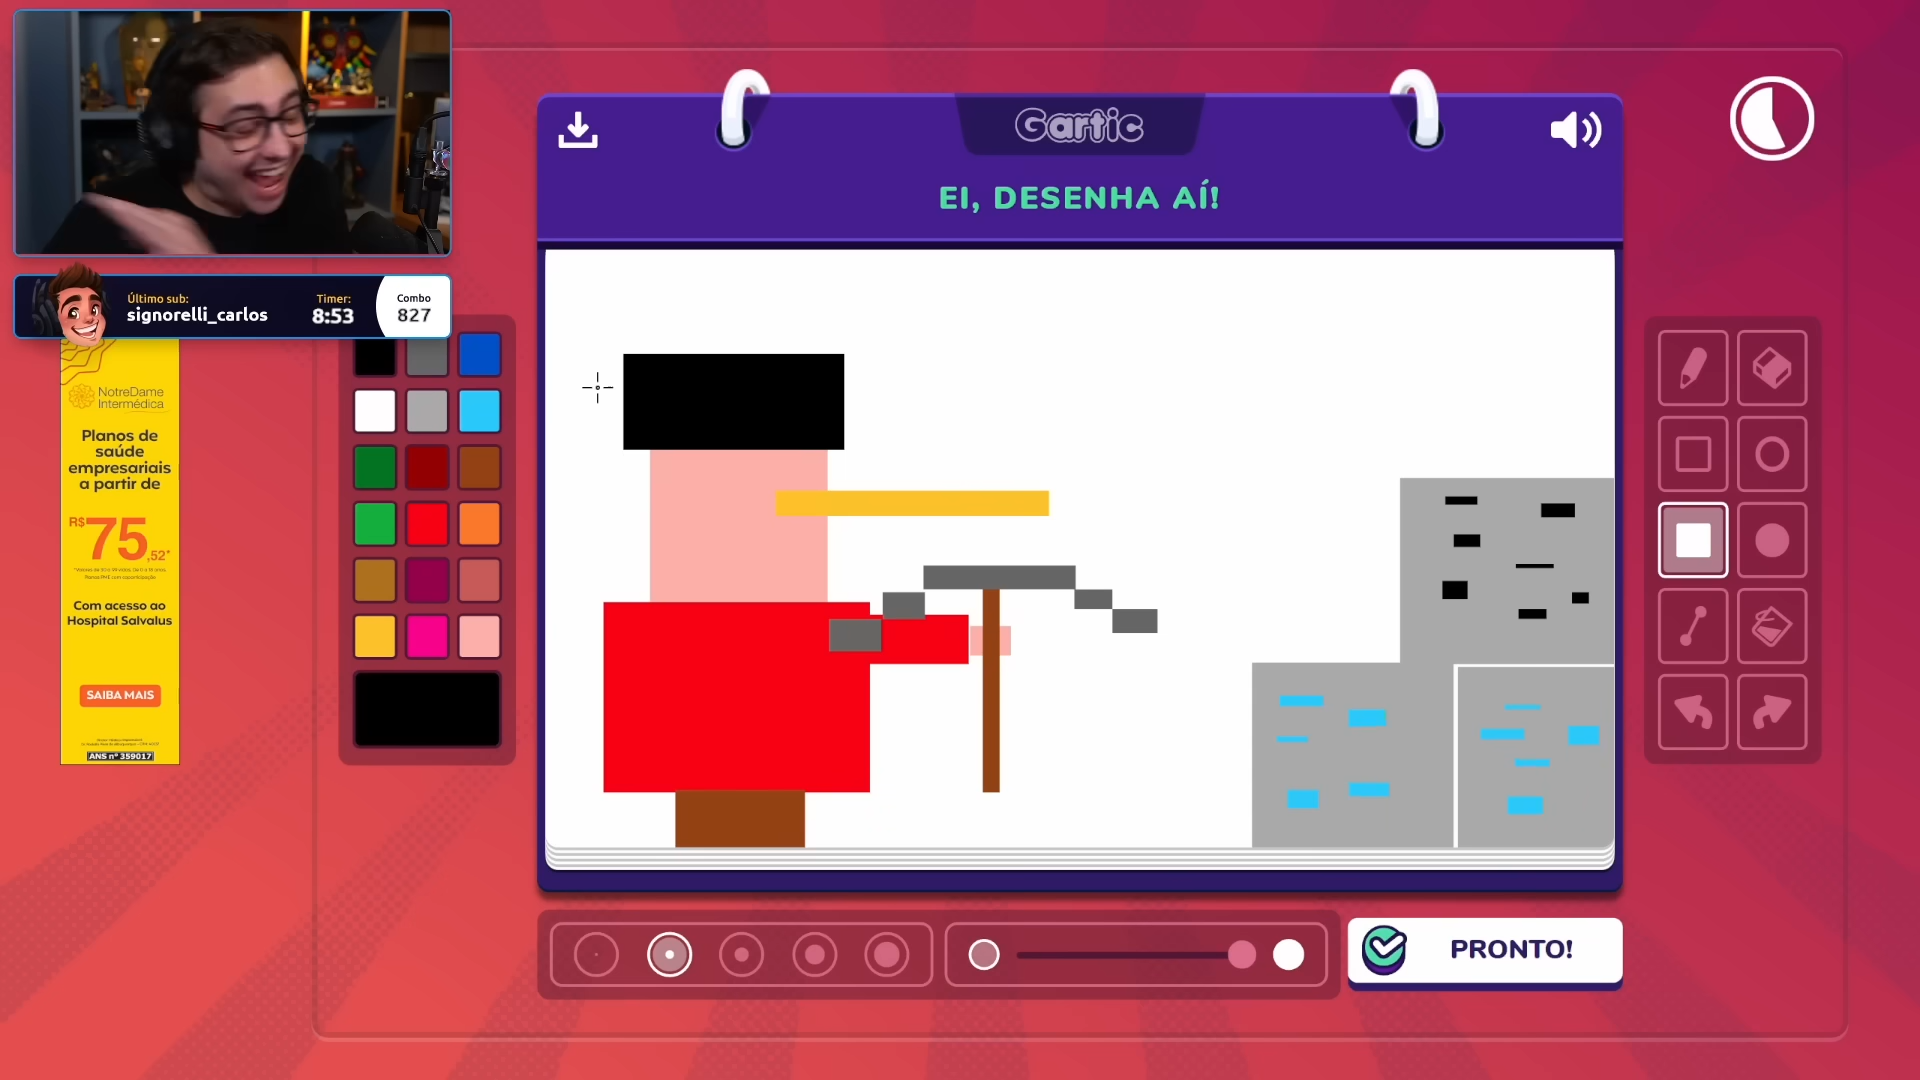 Último sub:
signorelli_carlos
Timer:
8:53
Combo
827
NotreDame
Intermédica
Planos de
saúde
empresariais
a partir de
R$75,52*
Com acesso ao
Hospital Salvalus
SAIBA MAIS
ANS nº 359017
Gartic
EI, DESENHA AÍ!
PRONTO!